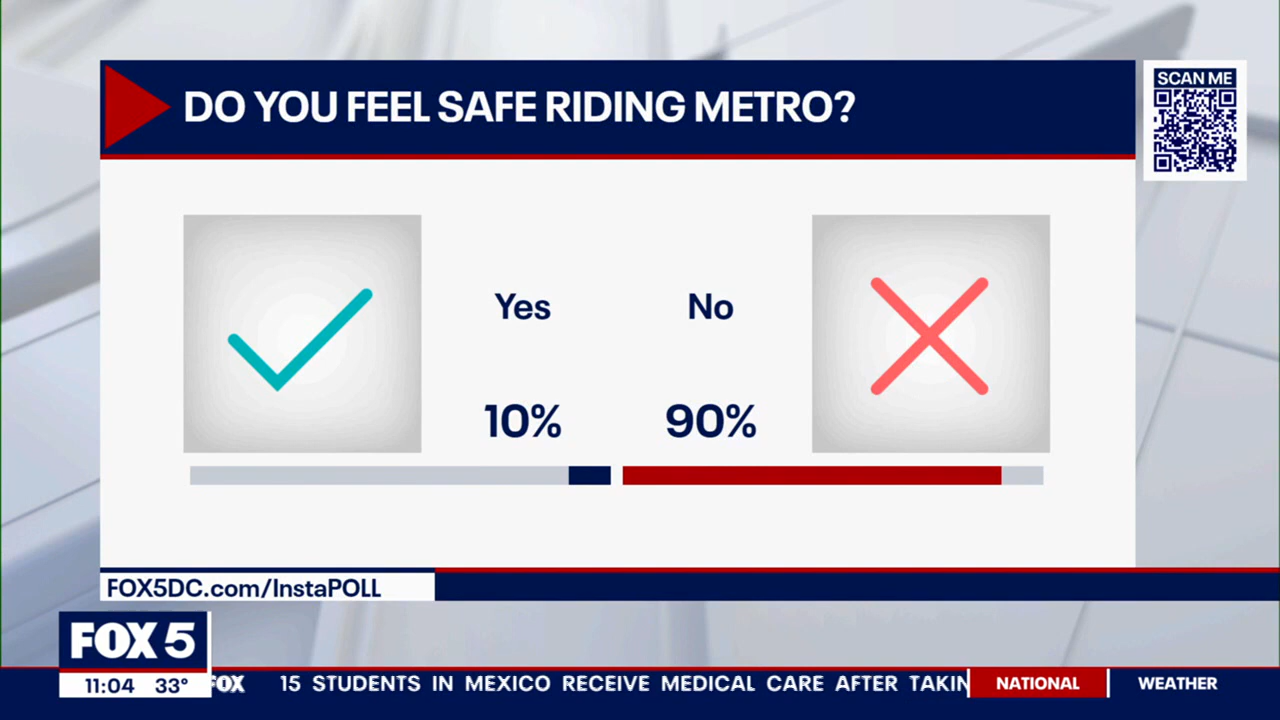 DO YOU FEEL SAFE RIDING METRO?
SCAN ME
Yes
No
10%
90%
FOX5DC.com/InstaPOLL
FOX 5
11:04 33°
FOX 15 STUDENTS IN MEXICO RECEIVE MEDICAL CARE AFTER TAKIN
NATIONAL
WEATHER